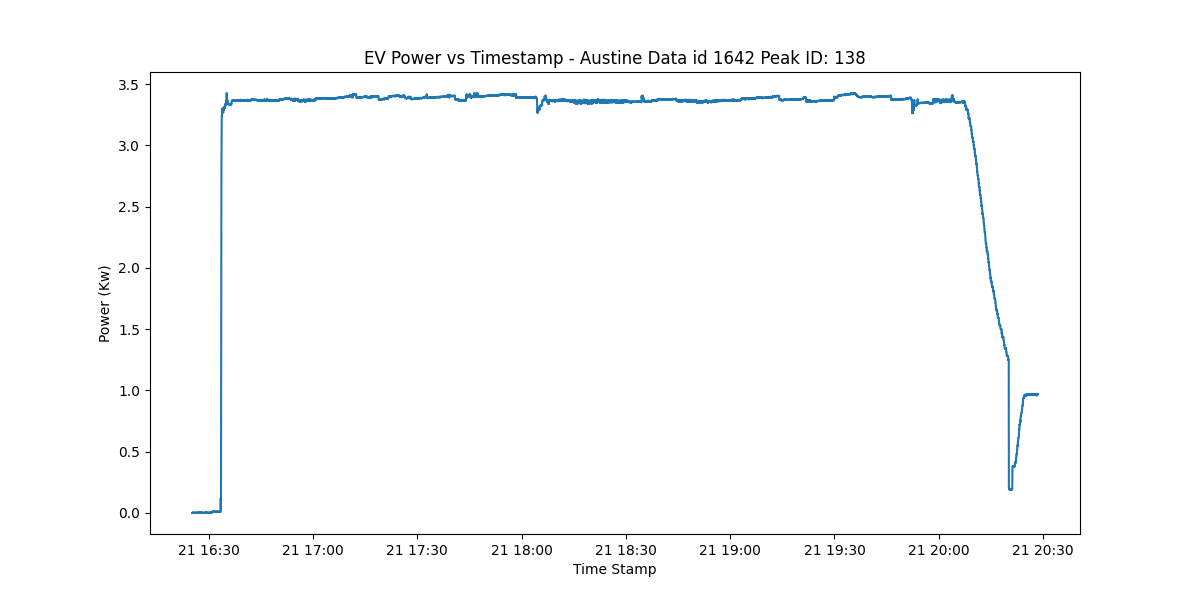 EV Power vs Timestamp - Austine Data id 1642 Peak ID: 138
3.5
3.0
2.5
2.0
1.5
1.0
0.5
0.0
Power (Kw)
21 16:30 21 17:00 21 17:30 21 18:00 21 18:30 21 19:00 21 19:30 21 20:00 21 20:30
Time Stamp